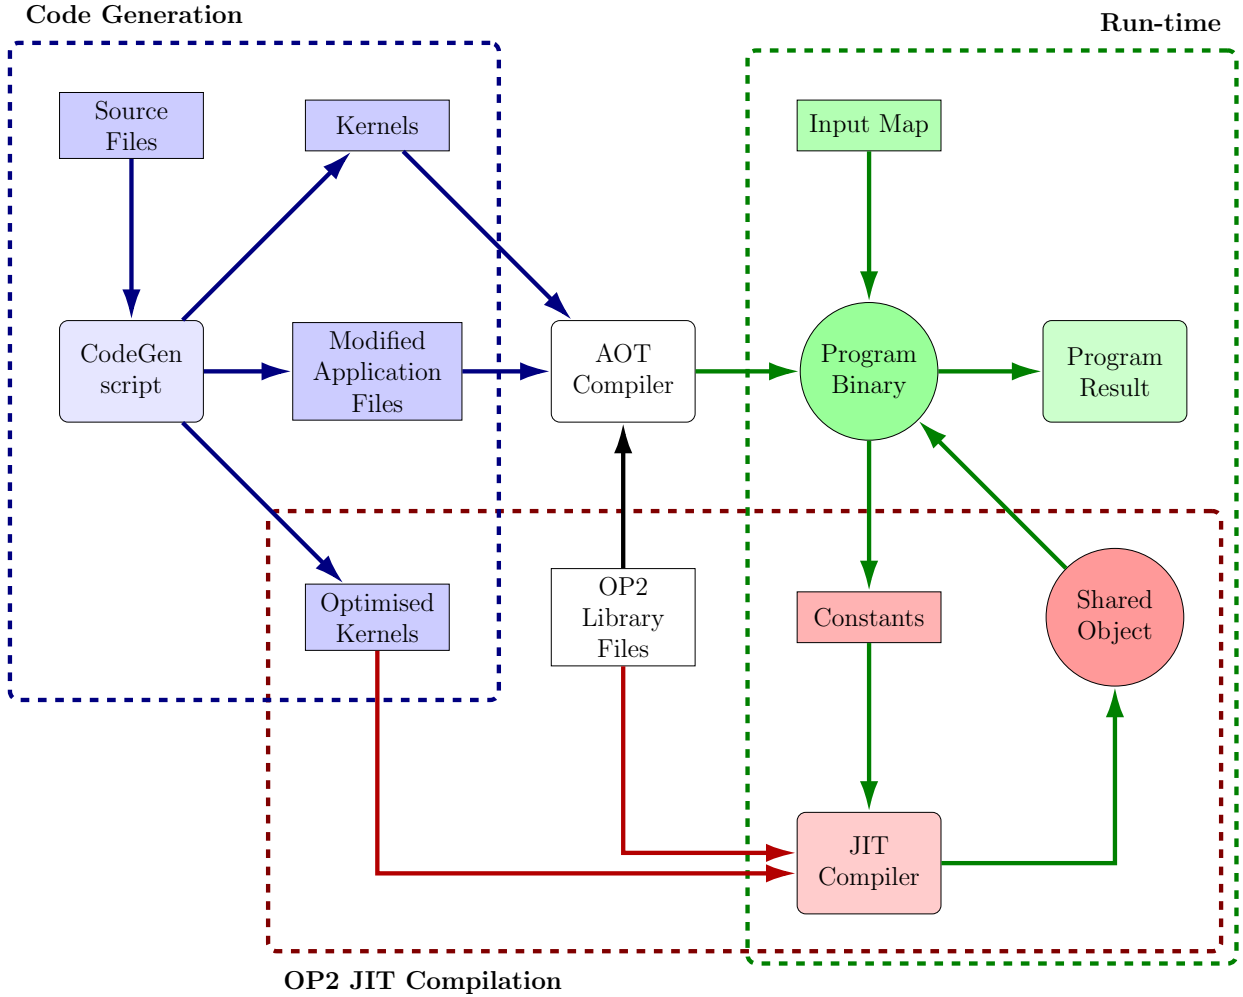 Code Generation
Run-time
Source
Files
Kernels
Input Map
CodeGen
script
Modified
Application
Files
AOT
Compiler
Program
Binary
Program
Result
Optimised
Kernels
OP2
Library
Files
Constants
Shared
Object
JIT
Compiler
OP2 JIT Compilation